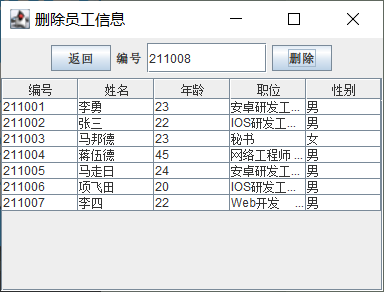 删除员工信息
返回 编号 211008 删除
编号 姓名 年龄 职位 性别
211001 李勇 23 安卓研发工... 男
211002 张三 22 IOS研发工... 男
211003 马邦德 23 秘书 女
211004 蒋伍德 45 网络工程师 ... 男
211005 马走日 24 安卓研发工... 男
211006 项飞田 20 IOS研发工... 男
211007 李四 22 Web开发 ... 男